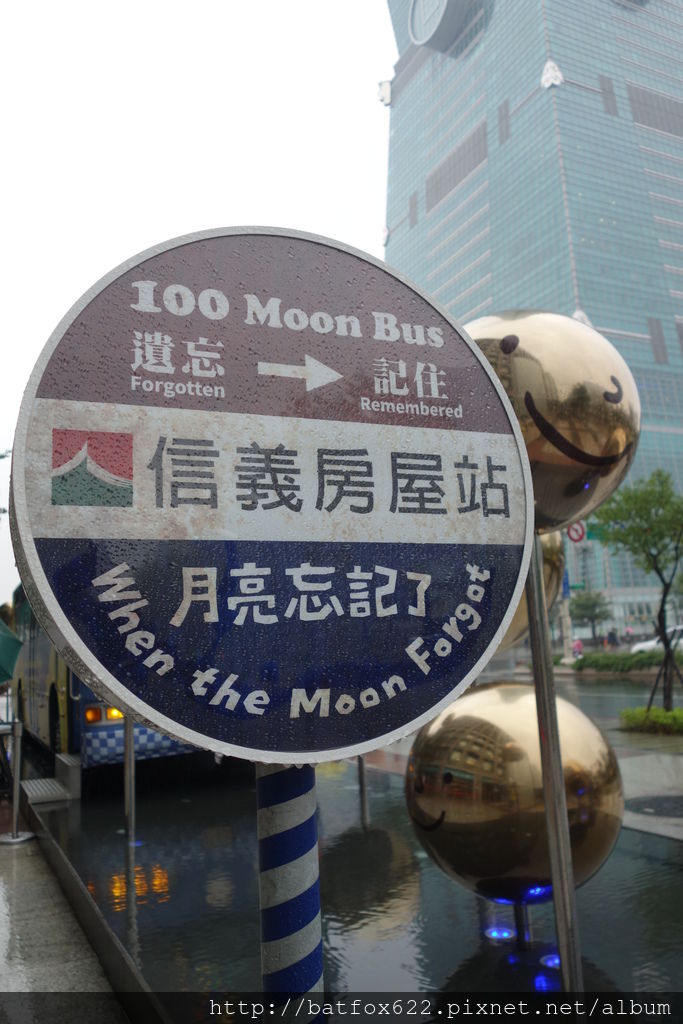 100 Moon Bus
遺忘 → 記住
Forgotten Remembered
信義房屋站
月亮忘記了
When the Moon Forgot
http://batfox622.pixnet.net/album